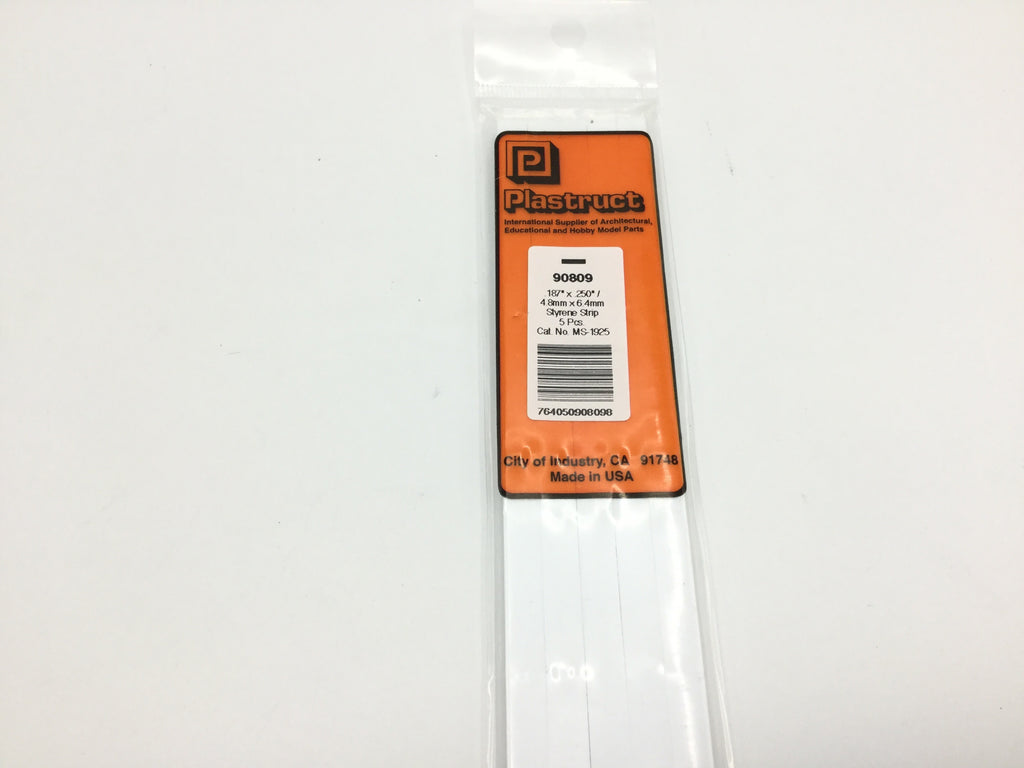 P
Plastruct
International Supplier of Architectural,
Educational and Hobby Model Parts
90809
.187" x .250" /
4.8mm x 6.4mm
Styrene Strip
5 Pcs.
Cat. No. MS-1925
764050908098
City of Industry, CA 91748
Made in USA